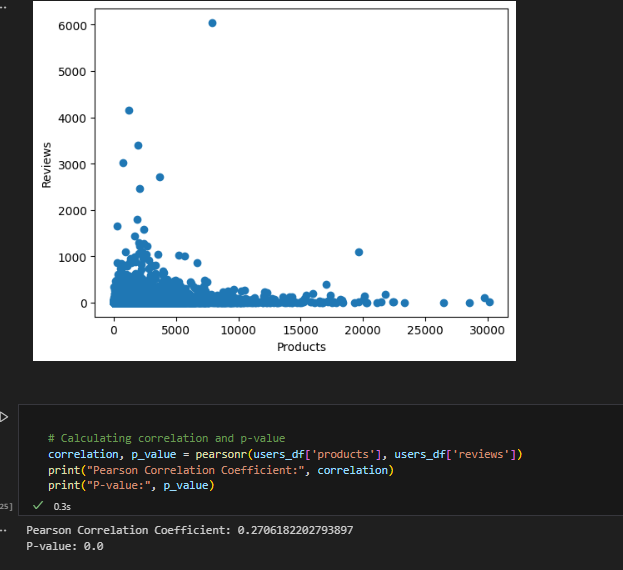 6000
5000
4000
3000
2000
1000
0
Reviews
0 5000 10000 15000 20000 25000 30000
Products
# Calculating correlation and p-value
correlation, p_value = pearsonr(users_df['products'], users_df['reviews'])
print("Pearson Correlation Coefficient:", correlation)
print("P-value:", p_value)
25] 0.3s
Pearson Correlation Coefficient: 0.2706182202793897
P-value: 0.0